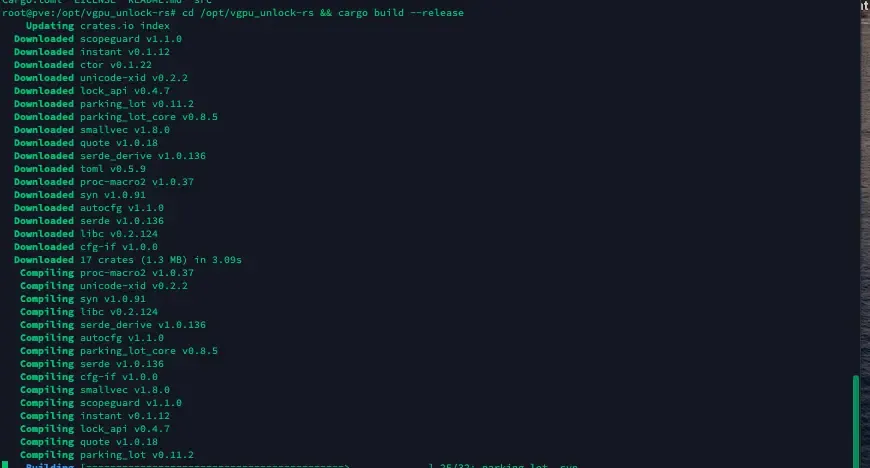 Cargo.toml LICENSE README.md src
root@pve:/opt/vgpu_unlock-rs# cd /opt/vgpu_unlock-rs && cargo build --release
Updating crates.io index
Downloaded scopeguard v1.1.0
Downloaded instant v0.1.12
Downloaded ctor v0.1.22
Downloaded unicode-xid v0.2.2
Downloaded lock_api v0.4.7
Downloaded parking_lot v0.11.2
Downloaded parking_lot_core v0.8.5
Downloaded smallvec v1.8.0
Downloaded quote v1.0.18
Downloaded serde_derive v1.0.136
Downloaded toml v0.5.9
Downloaded proc-macro2 v1.0.37
Downloaded syn v1.0.91
Downloaded autocfg v1.1.0
Downloaded serde v1.0.136
Downloaded libc v0.2.124
Downloaded cfg-if v1.0.0
Downloaded 17 crates (1.3 MB) in 3.09s
Compiling proc-macro2 v1.0.37
Compiling unicode-xid v0.2.2
Compiling syn v1.0.91
Compiling libc v0.2.124
Compiling serde_derive v1.0.136
Compiling autocfg v1.1.0
Compiling parking_lot_core v0.8.5
Compiling serde v1.0.136
Compiling cfg-if v1.0.0
Compiling smallvec v1.8.0
Compiling scopeguard v1.1.0
Compiling instant v0.1.12
Compiling lock_api v0.4.7
Compiling quote v1.0.18
Compiling parking_lot v0.11.2
Building